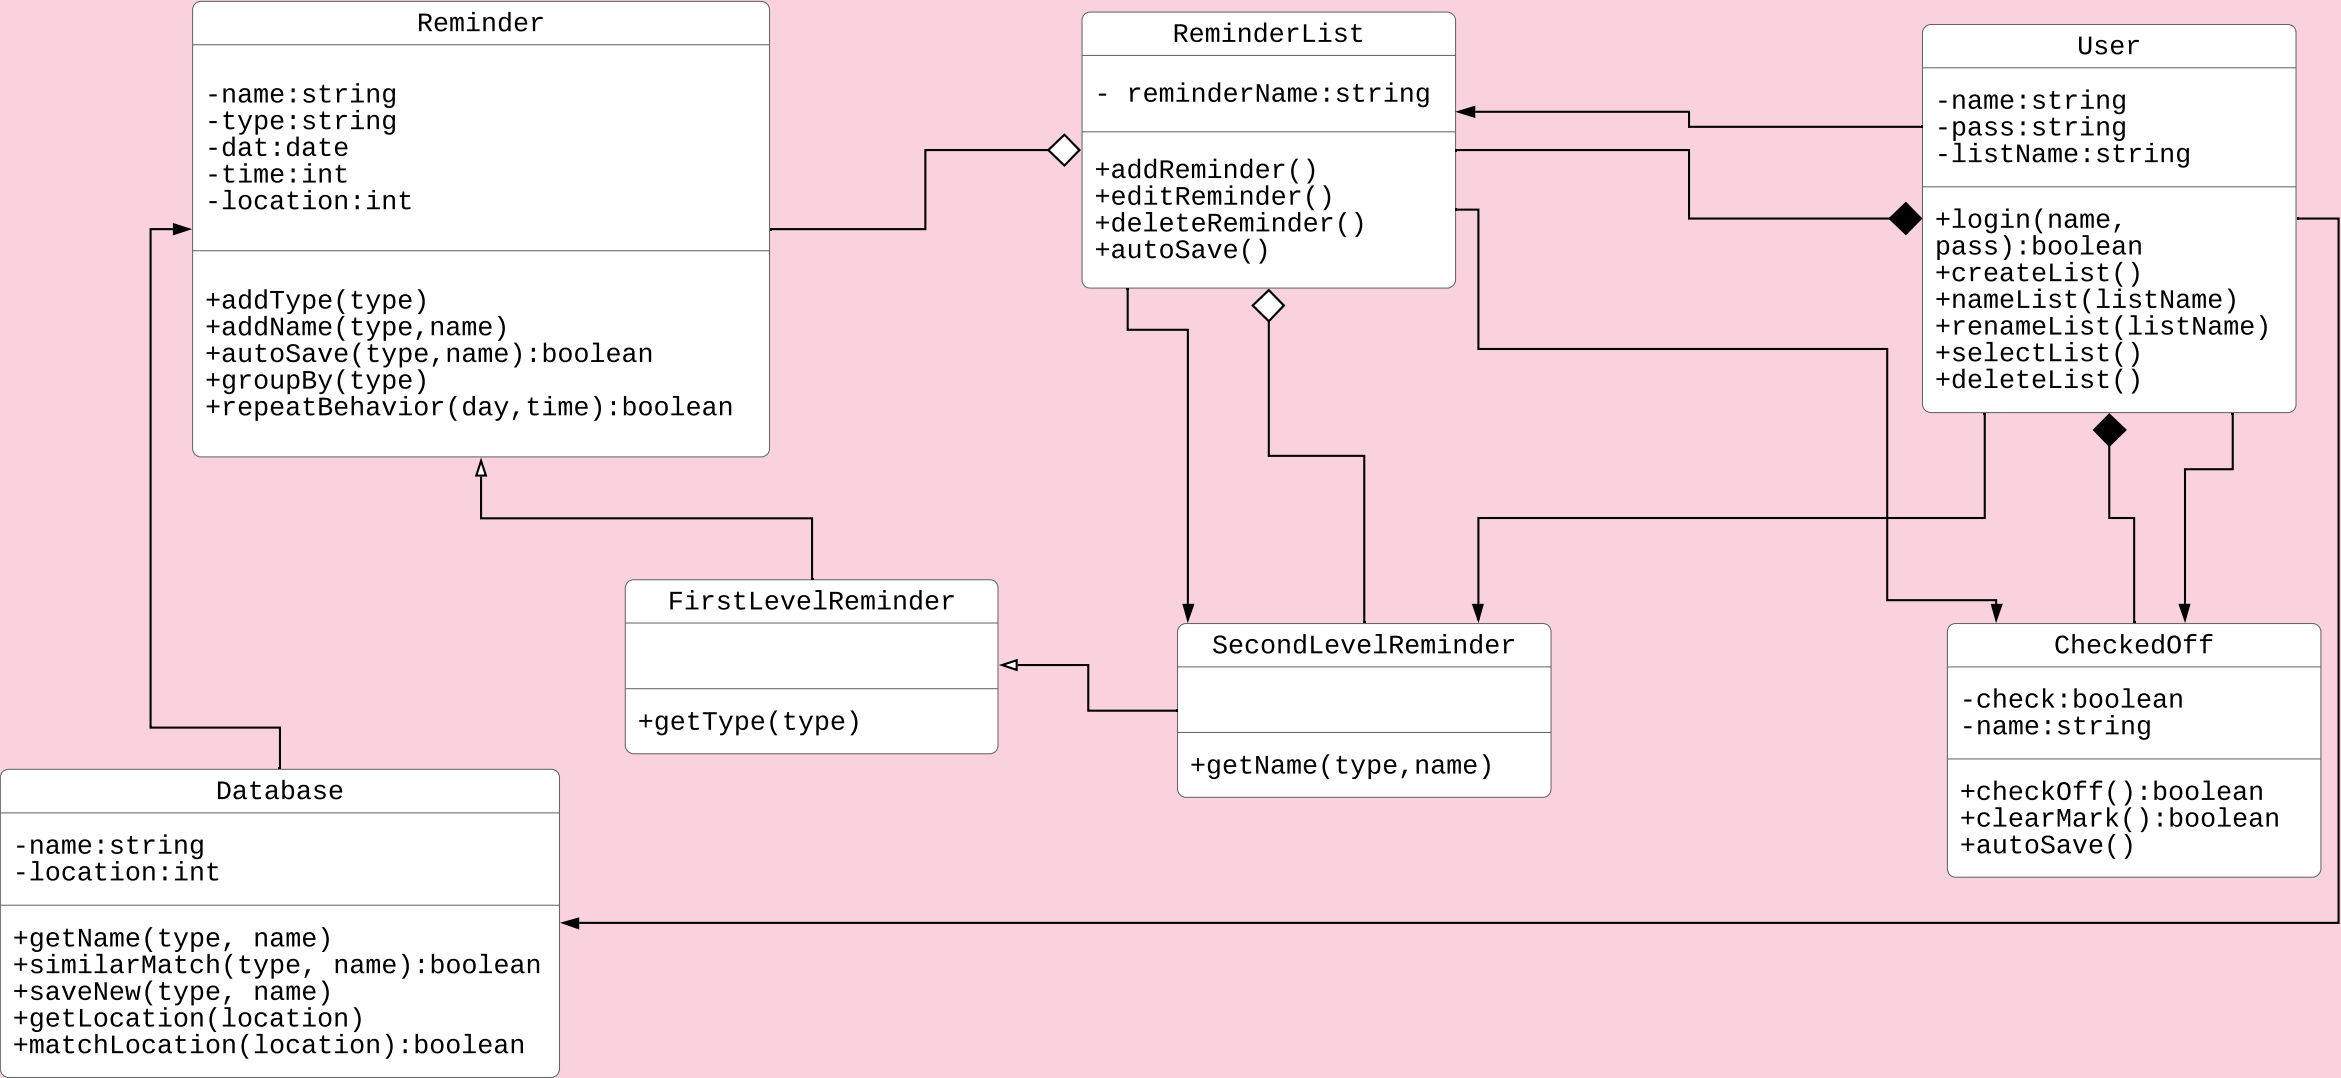 Reminder
-name:string
-type:string
-dat:date
-time:int
-location:int
+addType(type)
+addName(type,name)
+autoSave(type,name):boolean
+groupBy(type)
+repeatBehavior(day,time):boolean
ReminderList
- reminderName:string
+addReminder()
+editReminder()
+deleteReminder()
+autoSave()
User
-name:string
-pass:string
-listName:string
+login(name,
pass):boolean
+createList()
+nameList(listName)
+renameList(listName)
+selectList()
+deleteList()
FirstLevelReminder
+getType(type)
SecondLevelReminder
+getName(type,name)
CheckedOff
-check:boolean
-name:string
+checkOff():boolean
+clearMark():boolean
+autoSave()
Database
-name:string
-location:int
+getName(type, name)
+similarMatch(type, name):boolean
+saveNew(type, name)
+getLocation(location)
+matchLocation(location):boolean